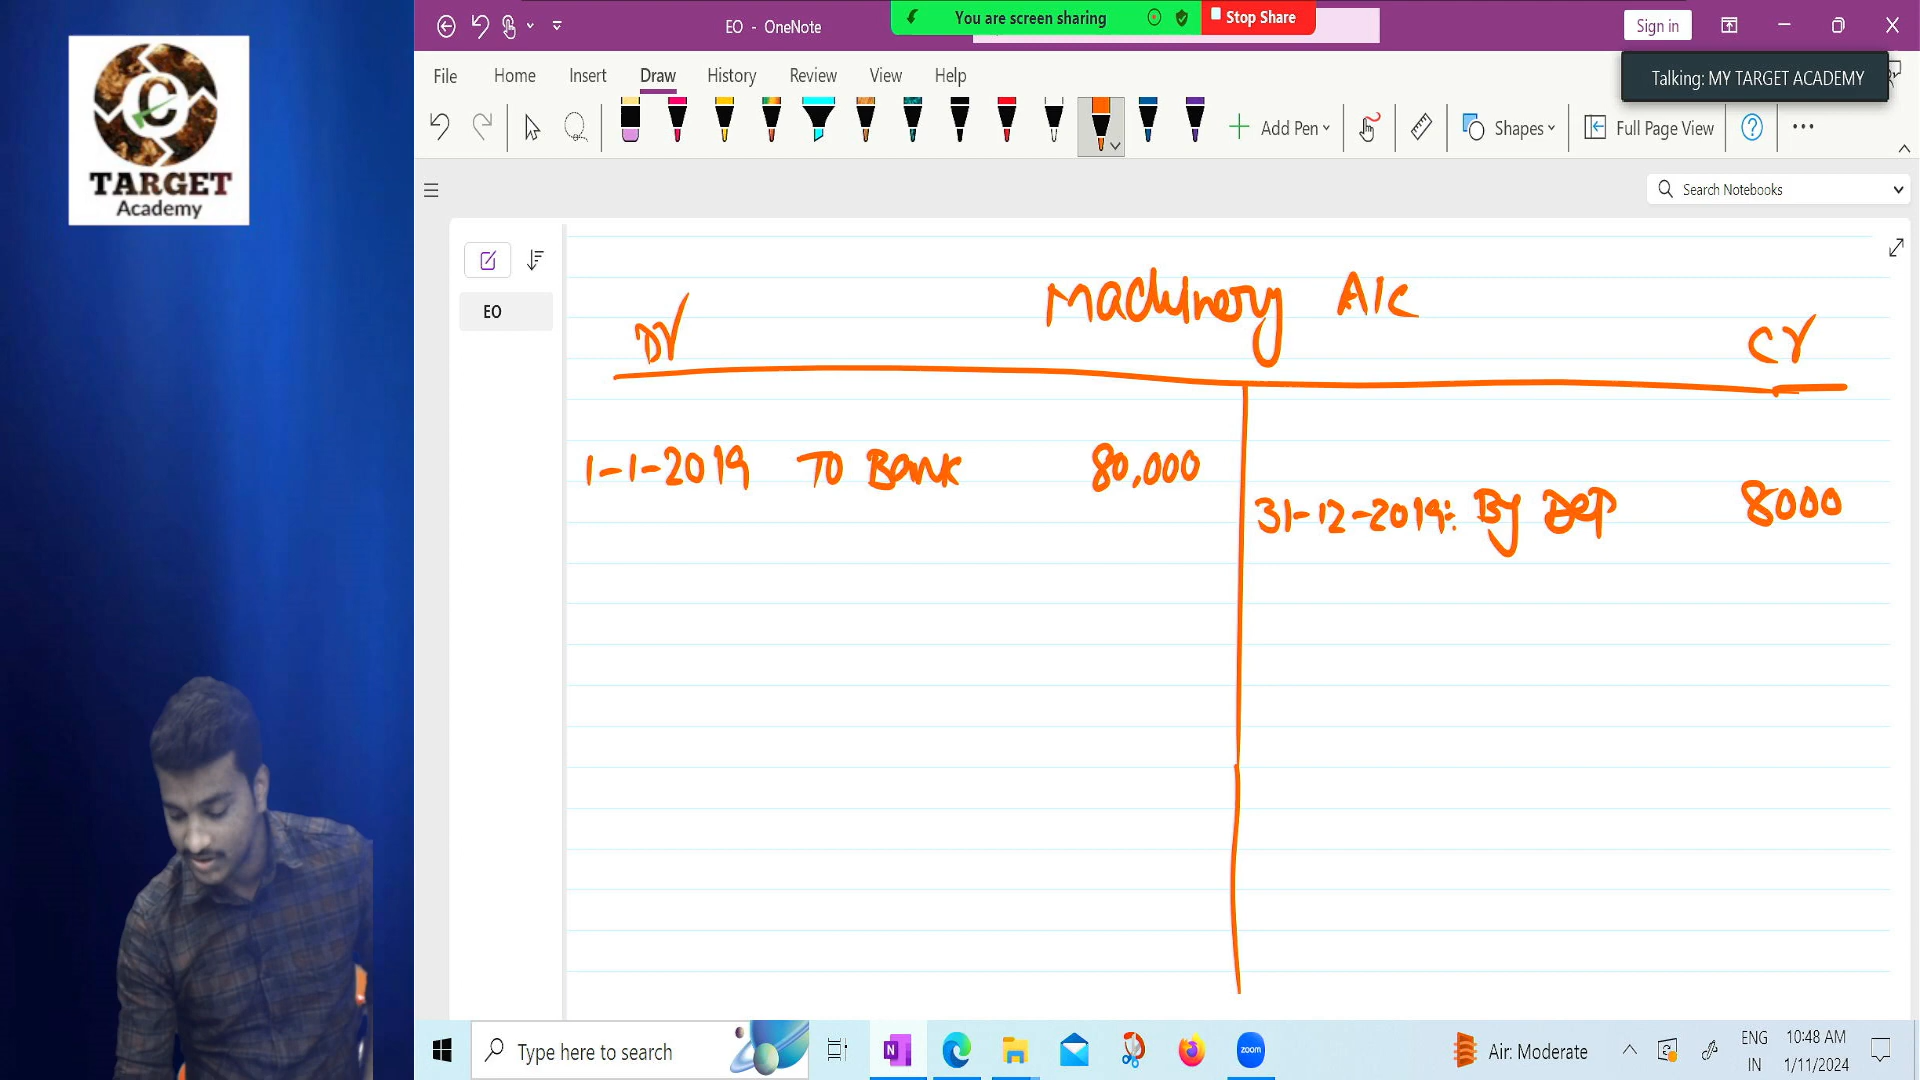 C
TARGET
Academy
EO - OneNote
You are screen sharing
Stop Share
Sign in
File Home Insert Draw History Review View Help
Talking: MY TARGET ACADEMY
Add Pen
Shapes
Full Page View
Search Notebooks
EO
Machinery A/c
Dr
Cr
1-1-2019 To Bank 80,000
31-12-2019:- By Dep 8000
Type here to search
zoom
Air: Moderate
ENG
IN
10:48 AM
1/11/2024